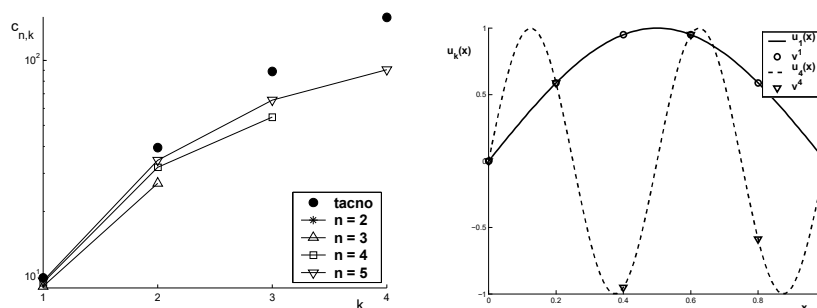 C_{n,k}
10^2
10^1
1
2
3
4
k
tacno
n = 2
n = 3
n = 4
n = 5
u_k(x)
1
0.5
0
−0.5
−1
0
0.2
0.4
0.6
0.8
u_1(x)
v^1
u_4(x)
v^4